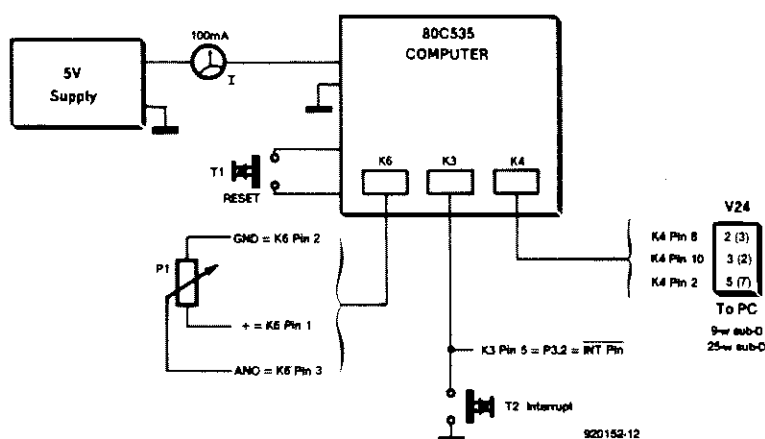 5V
Supply
100mA
I
80C535
COMPUTER
K6
K3
K4
T1
RESET
P1
GND = K6 Pin 2
+ = K6 Pin 1
AN0 = K6 Pin 3
K4 Pin 8
K4 Pin 10
K4 Pin 2
V24
2 (3)
3 (2)
5 (7)
To PC
9-w sub-D
25-w sub-D
K3 Pin 5 = P3.2 = INT Pin
T2 Interrupt
920152-12